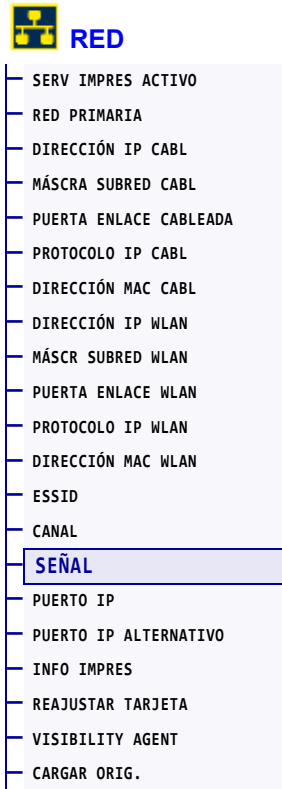 RED
SERV IMPRES ACTIVO
RED PRIMARIA
DIRECCIÓN IP CABL
MÁSCRA SUBRED CABL
PUERTA ENLACE CABLEADA
PROTOCOLO IP CABL
DIRECCIÓN MAC CABL
DIRECCIÓN IP WLAN
MÁSCR SUBRED WLAN
PUERTA ENLACE WLAN
PROTOCOLO IP WLAN
DIRECCIÓN MAC WLAN
ESSID
CANAL
SEÑAL
PUERTO IP
PUERTO IP ALTERNATIVO
INFO IMPRES
REAJUSTAR TARJETA
VISIBILITY AGENT
CARGAR ORIG.